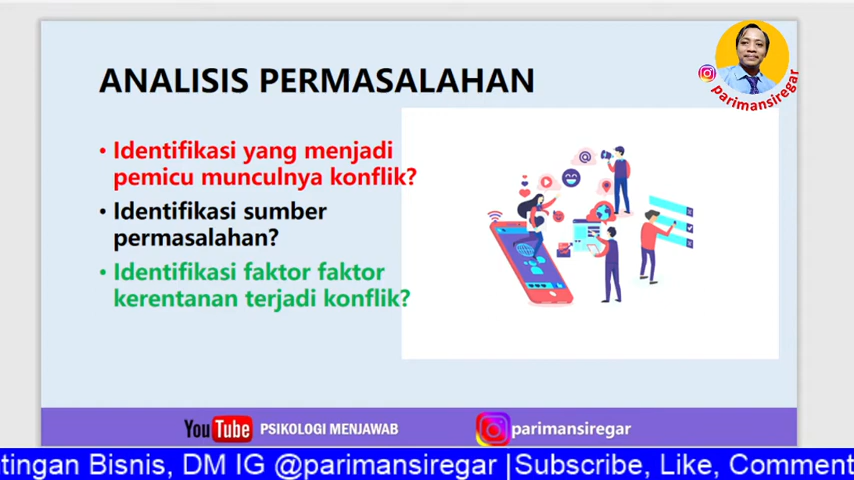 ANALISIS PERMASALAHAN
parimansiregar
• Identifikasi yang menjadi
pemicu munculnya konflik?
• Identifikasi sumber
permasalahan?
• Identifikasi faktor faktor
kerentanan terjadi konflik?
YouTube PSIKOLOGI MENJAWAB
parimansiregar
Bisnis, DM IG @parimansiregar |Subscribe, Like, Comment